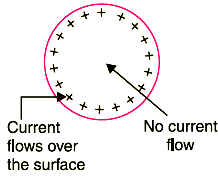 Current
flows over
the surface
No current
flow